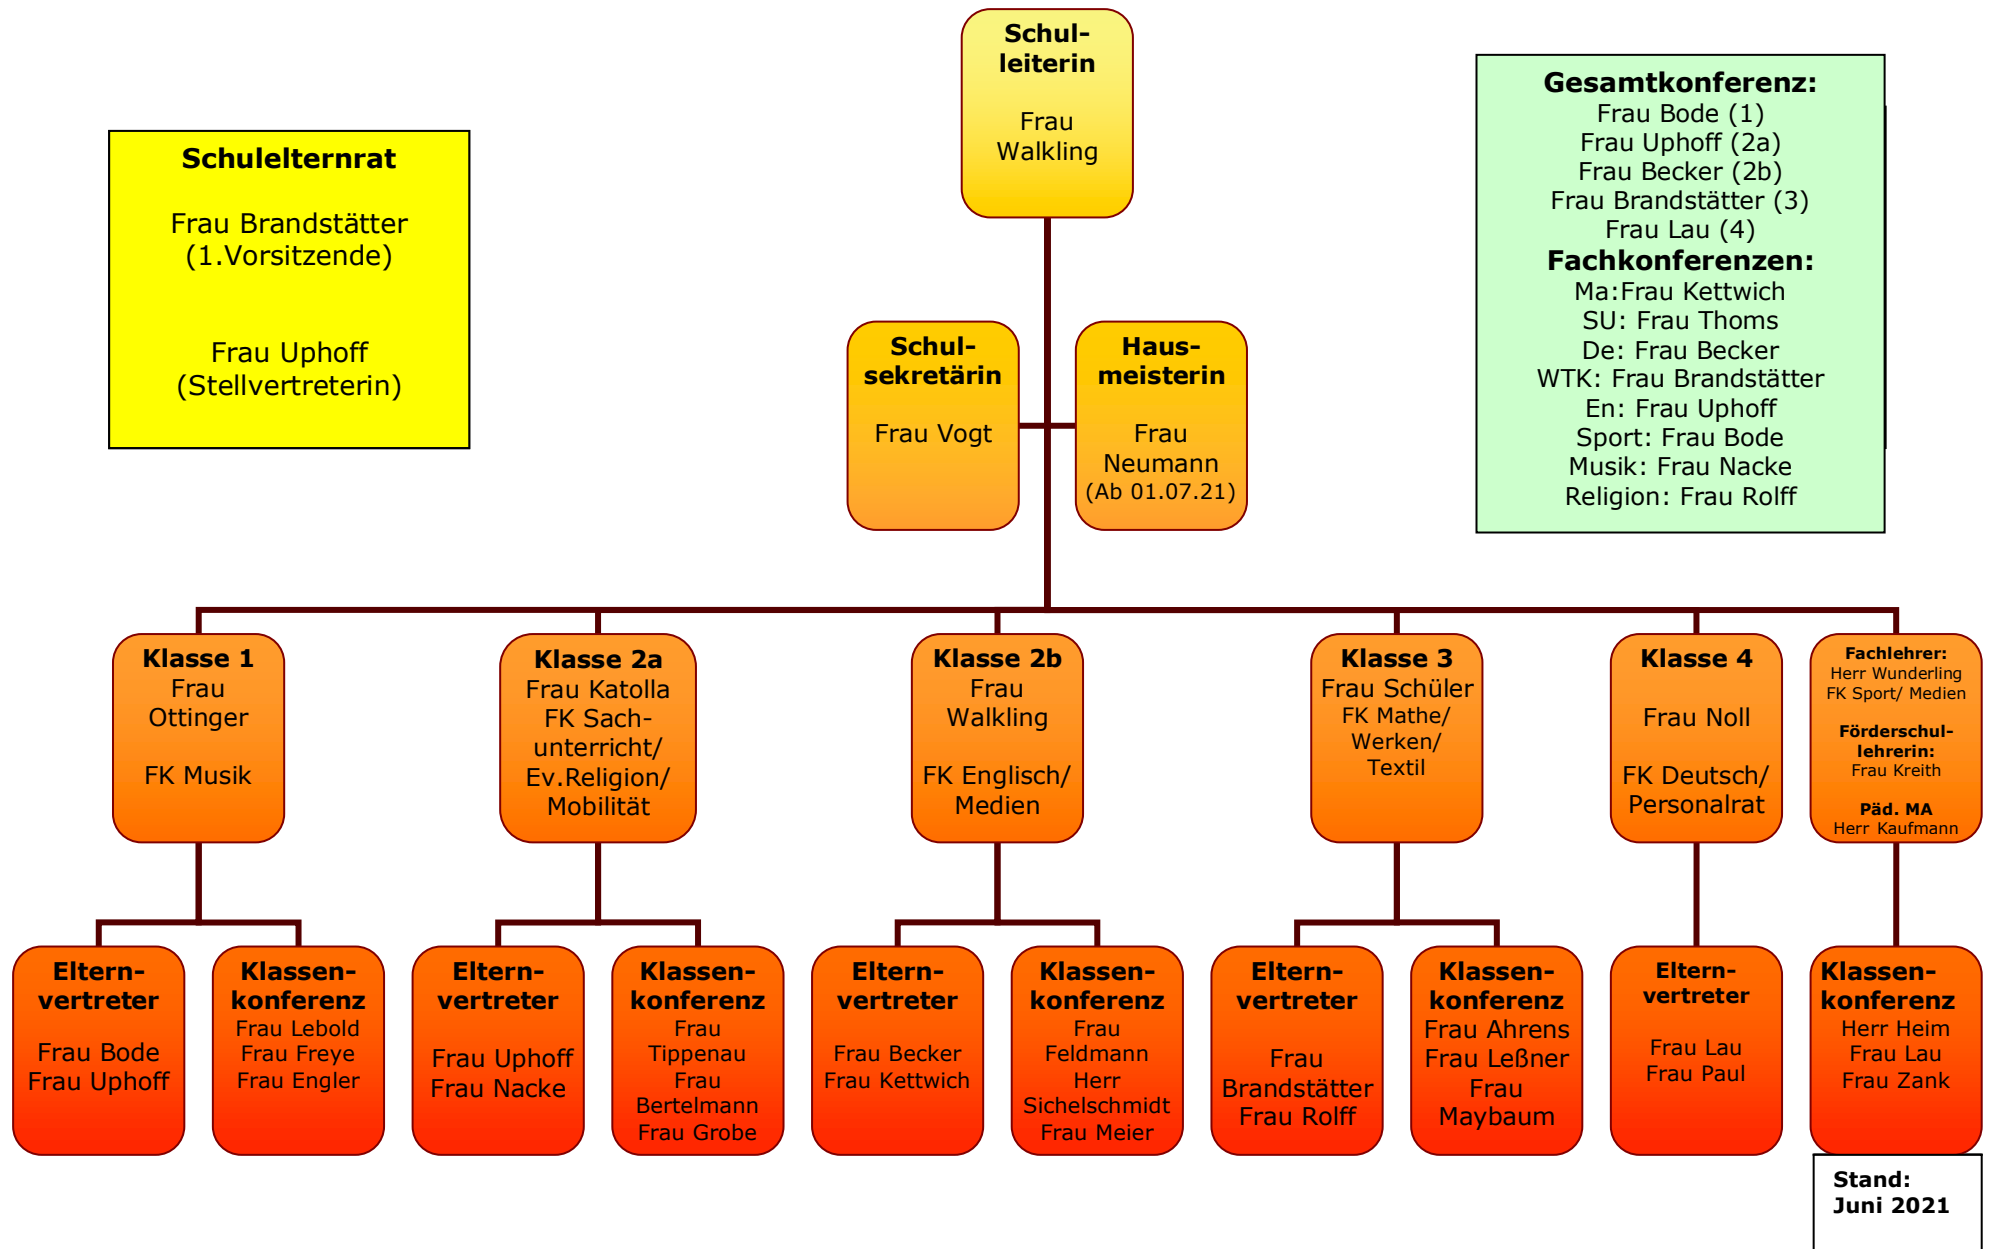 Schul-
leiterin
Frau
Walkling
Schulelternrat
Frau Brandstätter
(1.Vorsitzende)
Frau Uphoff
(Stellvertreterin)
Gesamtkonferenz:
Frau Bode (1)
Frau Uphoff (2a)
Frau Becker (2b)
Frau Brandstätter (3)
Frau Lau (4)
Fachkonferenzen:
Ma:Frau Kettwich
SU: Frau Thoms
De: Frau Becker
WTK: Frau Brandstätter
En: Frau Uphoff
Sport: Frau Bode
Musik: Frau Nacke
Religion: Frau Rolff
Schul-
sekretärin
Frau Vogt
Haus-
meisterin
Frau
Neumann
(Ab 01.07.21)
Klasse 1
Frau
Ottinger
FK Musik
Klasse 2a
Frau Katolla
FK Sach-
unterricht/
Ev.Religion/
Mobilität
Klasse 2b
Frau
Walkling
FK Englisch/
Medien
Klasse 3
Frau Schüler
FK Mathe/
Werken/
Textil
Klasse 4
Frau Noll
FK Deutsch/
Personalrat
Fachlehrer:
Herr Wunderling
FK Sport/ Medien
Förderschul-
lehrerin:
Frau Kreith
Päd. MA
Herr Kaufmann
Eltern-
vertreter
Frau Bode
Frau Uphoff
Klassen-
konferenz
Frau Lebold
Frau Freye
Frau Engler
Eltern-
vertreter
Frau Uphoff
Frau Nacke
Klassen-
konferenz
Frau
Tippenau
Frau
Bertelmann
Frau Grobe
Eltern-
vertreter
Frau Becker
Frau Kettwich
Klassen-
konferenz
Frau
Feldmann
Herr
Sichelschmidt
Frau Meier
Eltern-
vertreter
Frau
Brandstätter
Frau Rolff
Klassen-
konferenz
Frau Ahrens
Frau Leßner
Frau
Maybaum
Eltern-
vertreter
Frau Lau
Frau Paul
Klassen-
konferenz
Herr Heim
Frau Lau
Frau Zank
Stand:
Juni 2021